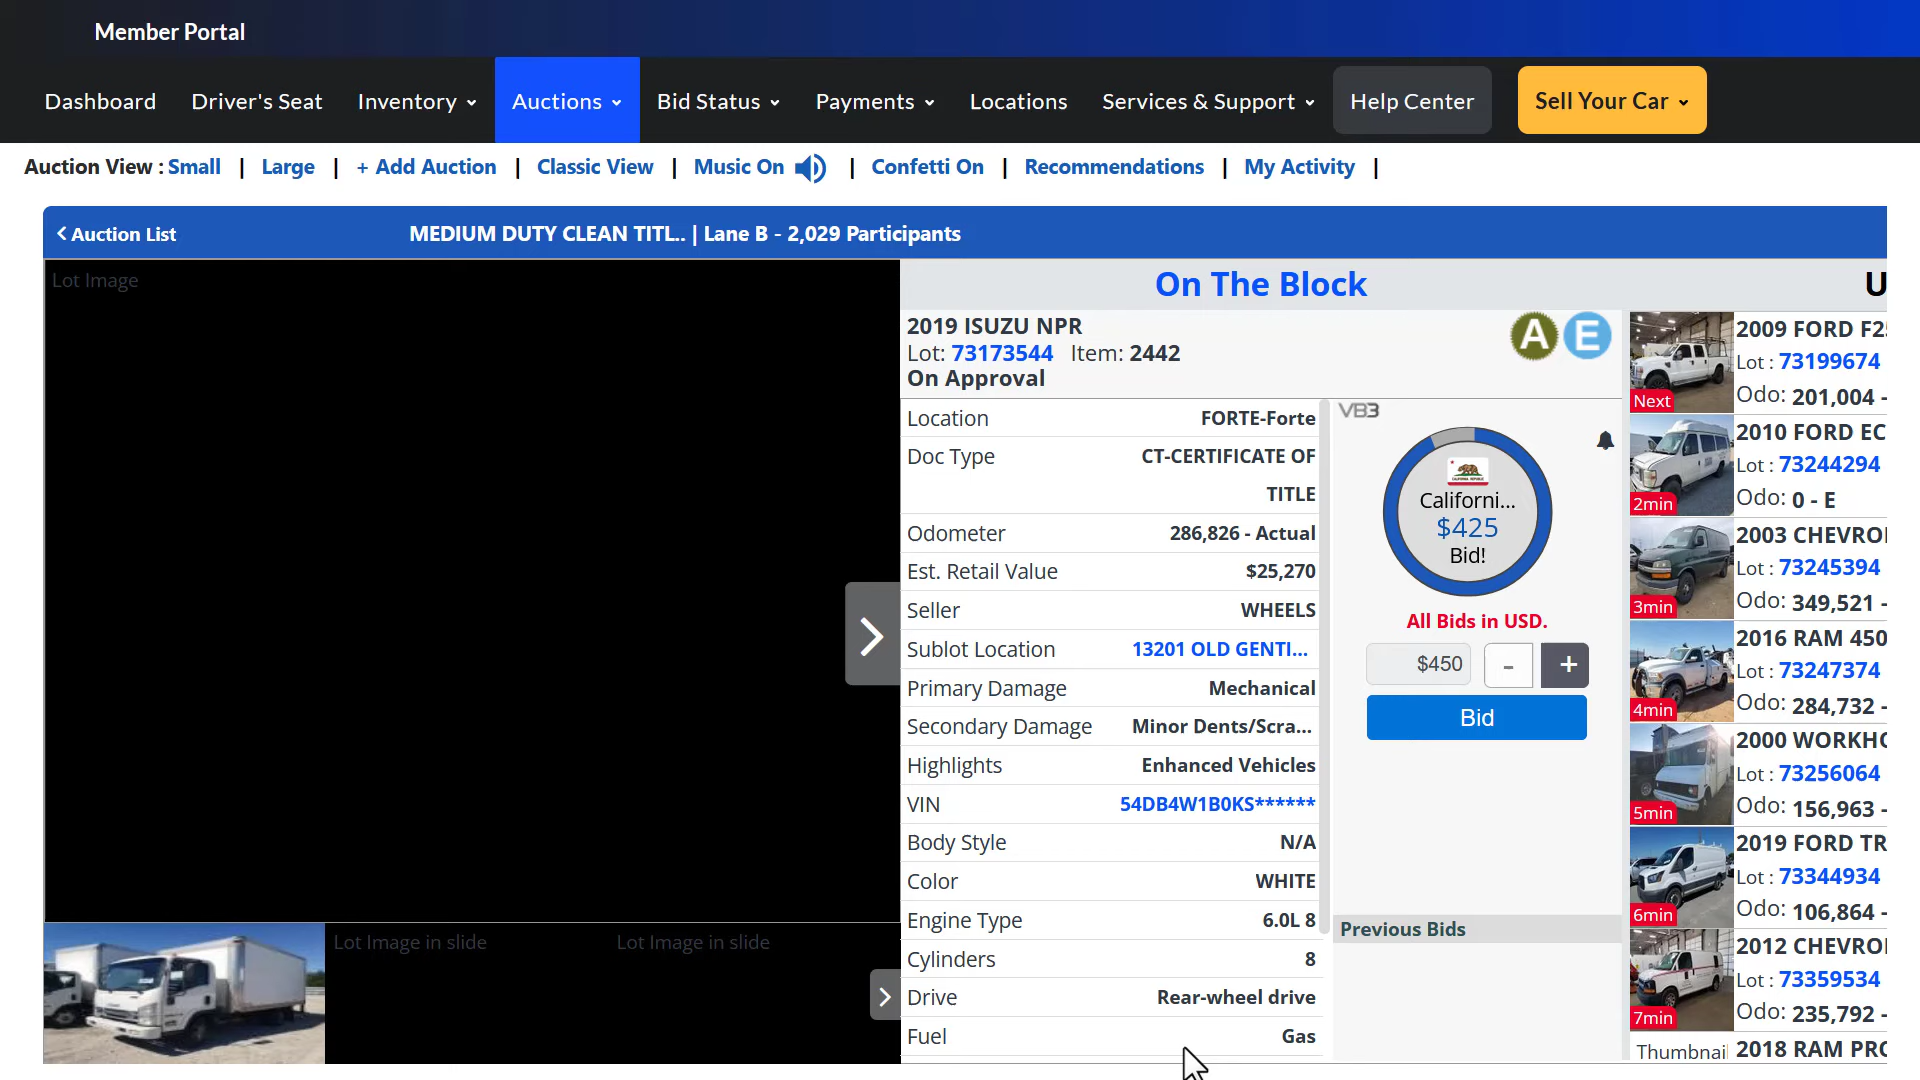 Member Portal
Dashboard Driver's Seat Inventory Auctions Bid Status Payments Locations Services & Support Help Center Sell Your Car
Auction View : Small | Large | + Add Auction | Classic View | Music On | Confetti On | Recommendations | My Activity |
Auction List
MEDIUM DUTY CLEAN TITL.. | Lane B - 2,029 Participants
Lot Image
On The Block
2019 ISUZU NPR
Lot: 73173544 Item: 2442
On Approval
A E
Location FORTE-Forte
Doc Type CT-CERTIFICATE OF
TITLE
Odometer 286,826 - Actual
Est. Retail Value $25,270
Seller WHEELS
Sublot Location 13201 OLD GENTI...
Primary Damage Mechanical
Secondary Damage Minor Dents/Scra...
Highlights Enhanced Vehicles
VIN 54DB4W1B0KS******
Body Style N/A
Color WHITE
Engine Type 6.0L 8
Cylinders 8
Drive Rear-wheel drive
Fuel Gas
VB3
CALIFORNIA REPUBLIC
Californi...
$425
Bid!
All Bids in USD.
$450 - +
Bid
Previous Bids
Lot Image in slide
Lot Image in slide
U
2009 FORD F25
Lot : 73199674
Odo: 201,004 -
Next
2010 FORD EC
Lot : 73244294
Odo: 0 - E
2min
2003 CHEVROL
Lot : 73245394
Odo: 349,521 -
3min
2016 RAM 450
Lot : 73247374
Odo: 284,732 -
4min
2000 WORKHO
Lot : 73256064
Odo: 156,963 -
5min
2019 FORD TR
Lot : 73344934
Odo: 106,864 -
6min
2012 CHEVROL
Lot : 73359534
Odo: 235,792 -
7min
Thumbnail
2018 RAM PRO